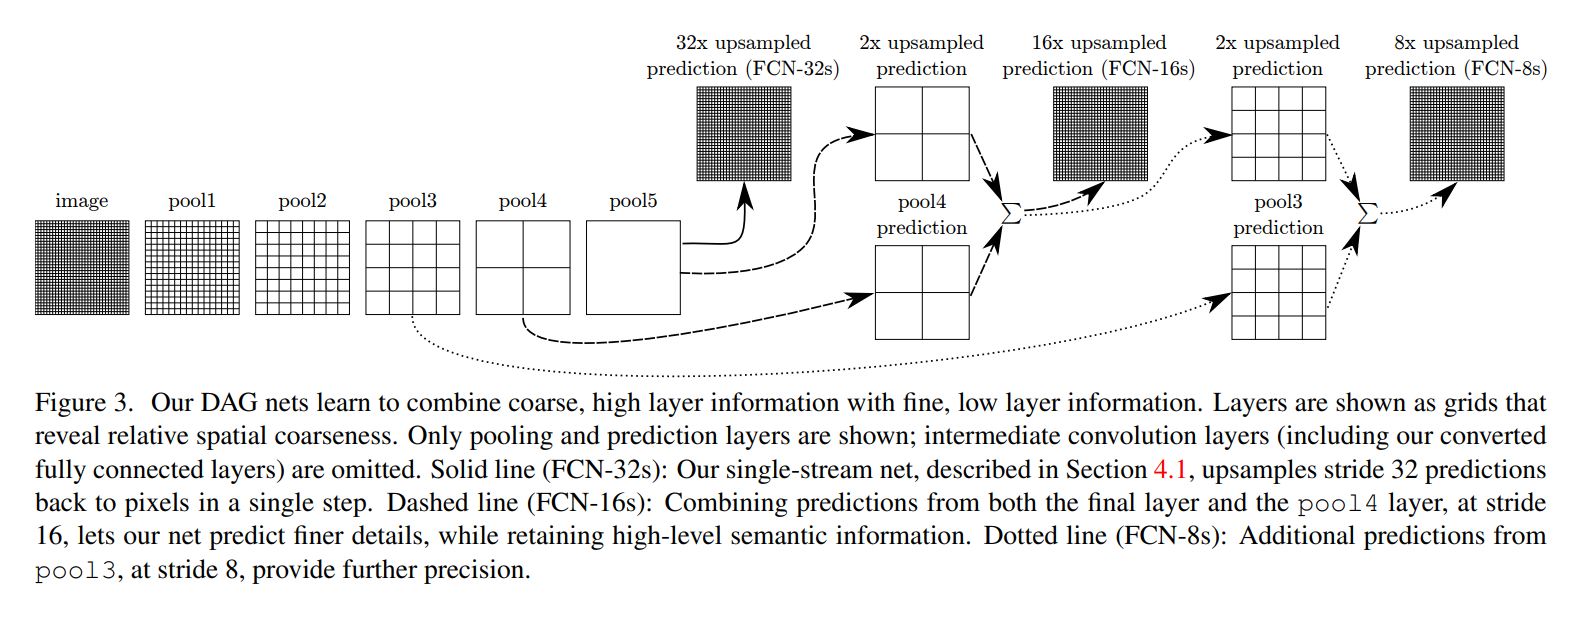 32x upsampled
prediction (FCN-32s)
2x upsampled
prediction
16x upsampled
prediction (FCN-16s)
2x upsampled
prediction
8x upsampled
prediction (FCN-8s)
image
pool1
pool2
pool3
pool4
pool5
pool4
prediction
∑
pool3
prediction
∑
Figure 3. Our DAG nets learn to combine coarse, high layer information with fine, low layer information. Layers are shown as grids that
reveal relative spatial coarseness. Only pooling and prediction layers are shown; intermediate convolution layers (including our converted
fully connected layers) are omitted. Solid line (FCN-32s): Our single-stream net, described in Section 4.1, upsamples stride 32 predictions
back to pixels in a single step. Dashed line (FCN-16s): Combining predictions from both the final layer and the pool4 layer, at stride
16, lets our net predict finer details, while retaining high-level semantic information. Dotted line (FCN-8s): Additional predictions from
pool3, at stride 8, provide further precision.